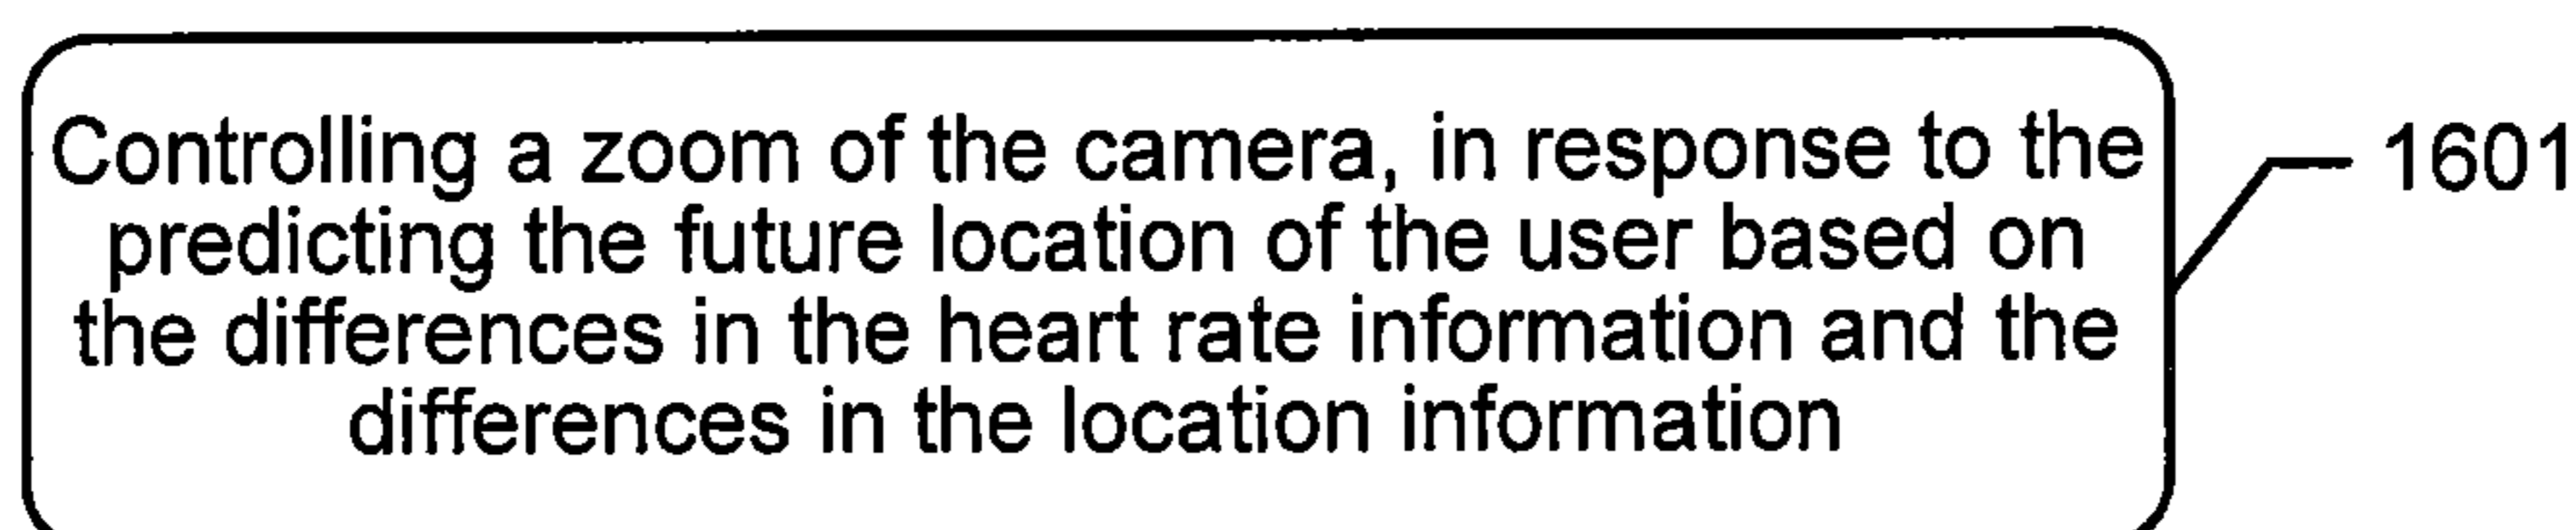 Controlling a zoom of the camera, in response to the
predicting the future location of the user based on
the differences in the heart rate information and the
differences in the location information
1601